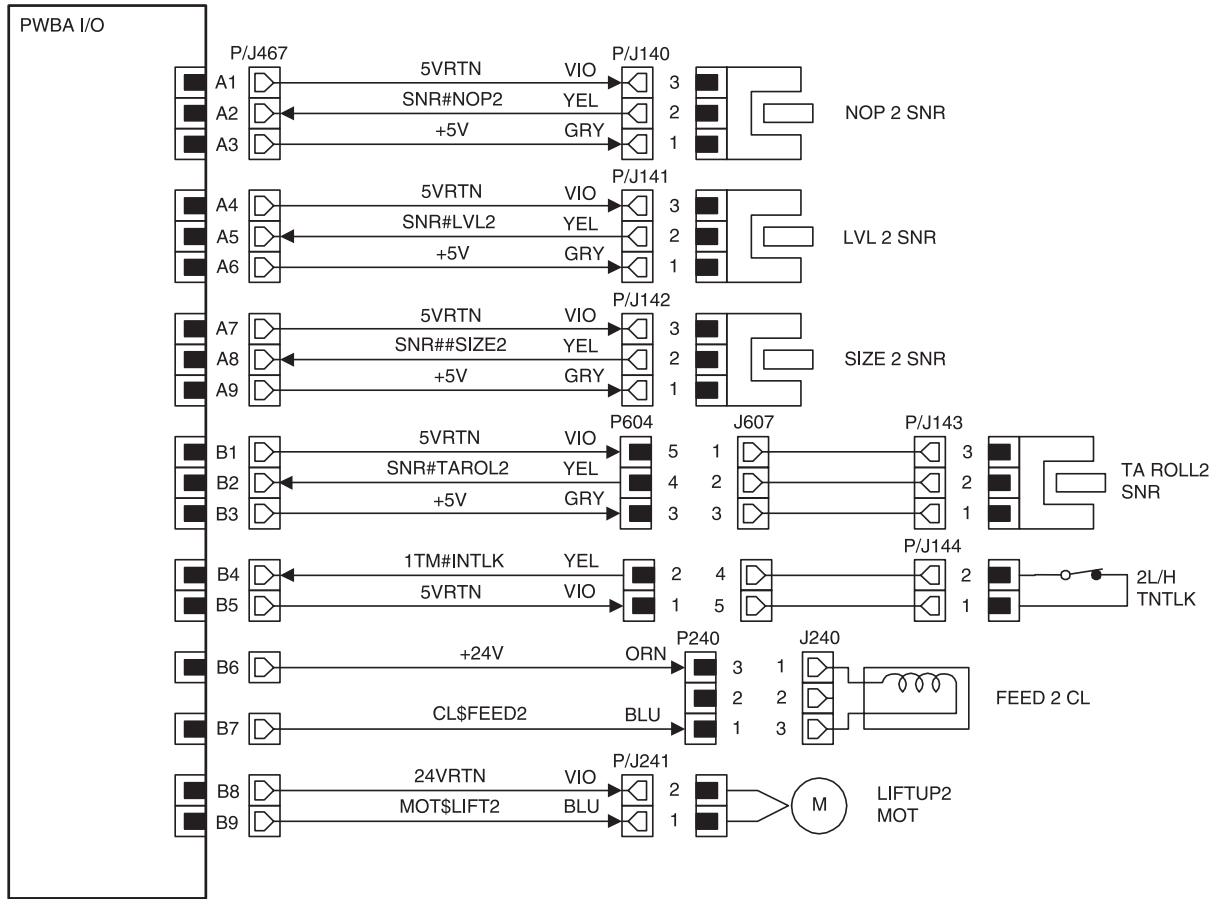 PWBA I/O
P/J467 P/J140
A1 5VRTN VIO 3
A2 SNR#NOP2 YEL 2 NOP 2 SNR
A3 +5V GRY 1
P/J141
A4 5VRTN VIO 3
A5 SNR#LVL2 YEL 2 LVL 2 SNR
A6 +5V GRY 1
P/J142
A7 5VRTN VIO 3
A8 SNR##SIZE2 YEL 2 SIZE 2 SNR
A9 +5V GRY 1
P604 J607 P/J143
B1 5VRTN VIO 5 1 3
B2 SNR#TAROL2 YEL 4 2 2 TA ROLL2
SNR
B3 +5V GRY 3 3 1
P/J144
B4 1TM#INTLK YEL 2 4 2 2L/H
TNTLK
B5 5VRTN VIO 1 5 1
P240 J240
B6 +24V ORN 3 1
2 2 FEED 2 CL
B7 CL$FEED2 BLU 1 3
P/J241
B8 24VRTN VIO 2 M LIFTUP2
MOT
B9 MOT$LIFT2 BLU 1